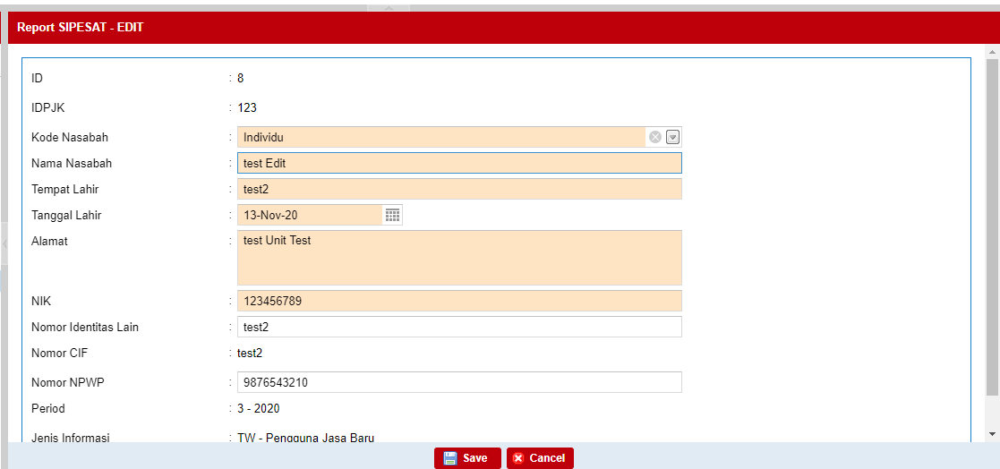 Report SIPESAT - EDIT
ID : 8
IDPJK : 123
Kode Nasabah : Individu
Nama Nasabah : test Edit
Tempat Lahir : test2
Tanggal Lahir : 13-Nov-20
Alamat : test Unit Test
NIK : 123456789
Nomor Identitas Lain : test2
Nomor CIF : test2
Nomor NPWP : 9876543210
Period : 3 - 2020
Jenis Informasi : TW - Pengguna Jasa Baru
Save Cancel